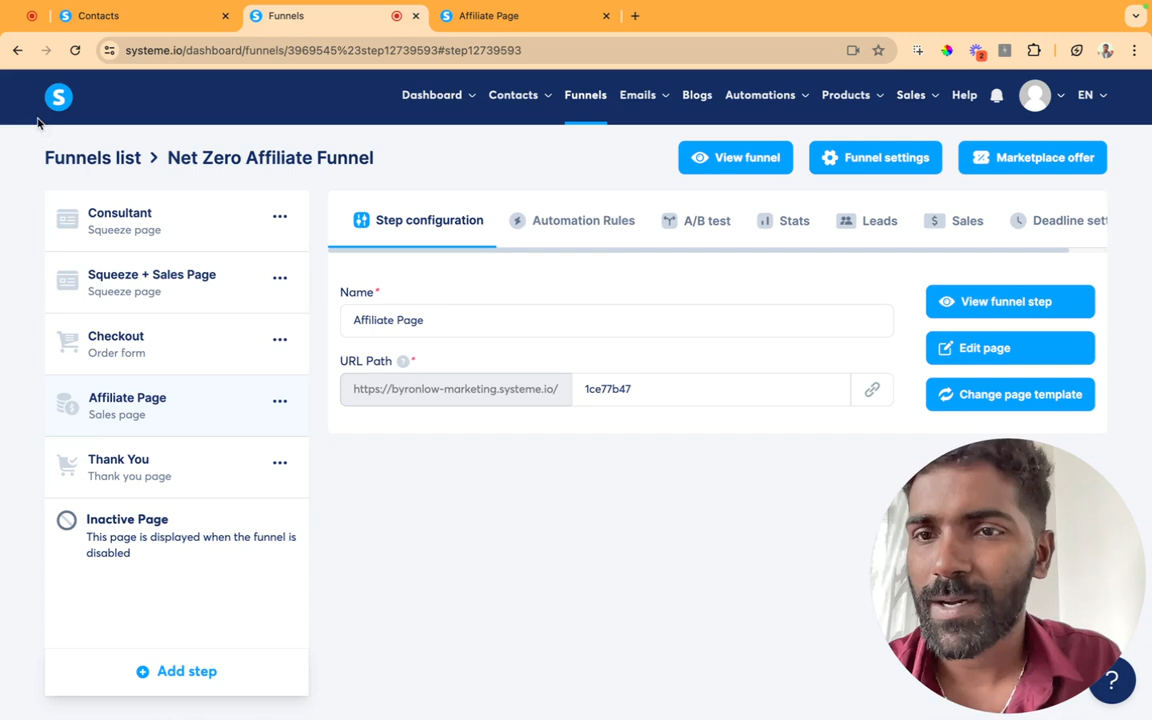 Contacts
Funnels
Affiliate Page
systeme.io/dashboard/funnels/3969545%23step12739593#step12739593
2
S
Dashboard
Contacts
Funnels
Emails
Blogs
Automations
Products
Sales
Help
EN
Funnels list > Net Zero Affiliate Funnel
View funnel
Funnel settings
Marketplace offer
Consultant
Squeeze page
Squeeze + Sales Page
Squeeze page
Checkout
Order form
Affiliate Page
Sales page
Thank You
Thank you page
Inactive Page
This page is displayed when the funnel is
disabled
Add step
Step configuration
Automation Rules
A/B test
Stats
Leads
Sales
Deadline sett
Name*
Affiliate Page
URL Path ? *
https://byronlow-marketing.systeme.io/
1ce77b47
View funnel step
Edit page
Change page template
?